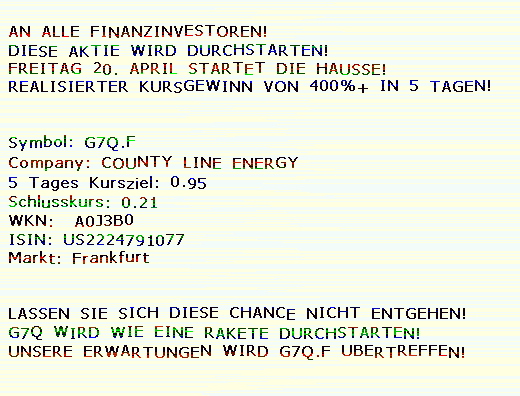 AN ALLE FINANZINVESTOREN!
DIESE AKTIE WIRD DURCHSTARTEN!
FREITAG 20. APRIL STARTET DIE HAUSSE!
REALISIERTER KURSGEWINN VON 400%+ IN 5 TAGEN!
Symbol: G7Q.F
Company: COUNTY LINE ENERGY
5 Tages Kursziel: 0.95
Schlusskurs: 0.21
WKN: A0J3B0
ISIN: US2224791077
Markt: Frankfurt
LASSEN SIE SICH DIESE CHANCE NICHT ENTGEHEN!
G7Q WIRD WIE EINE RAKETE DURCHSTARTEN!
UNSERE ERWARTUNGEN WIRD G7Q.F UBERTREFFEN!